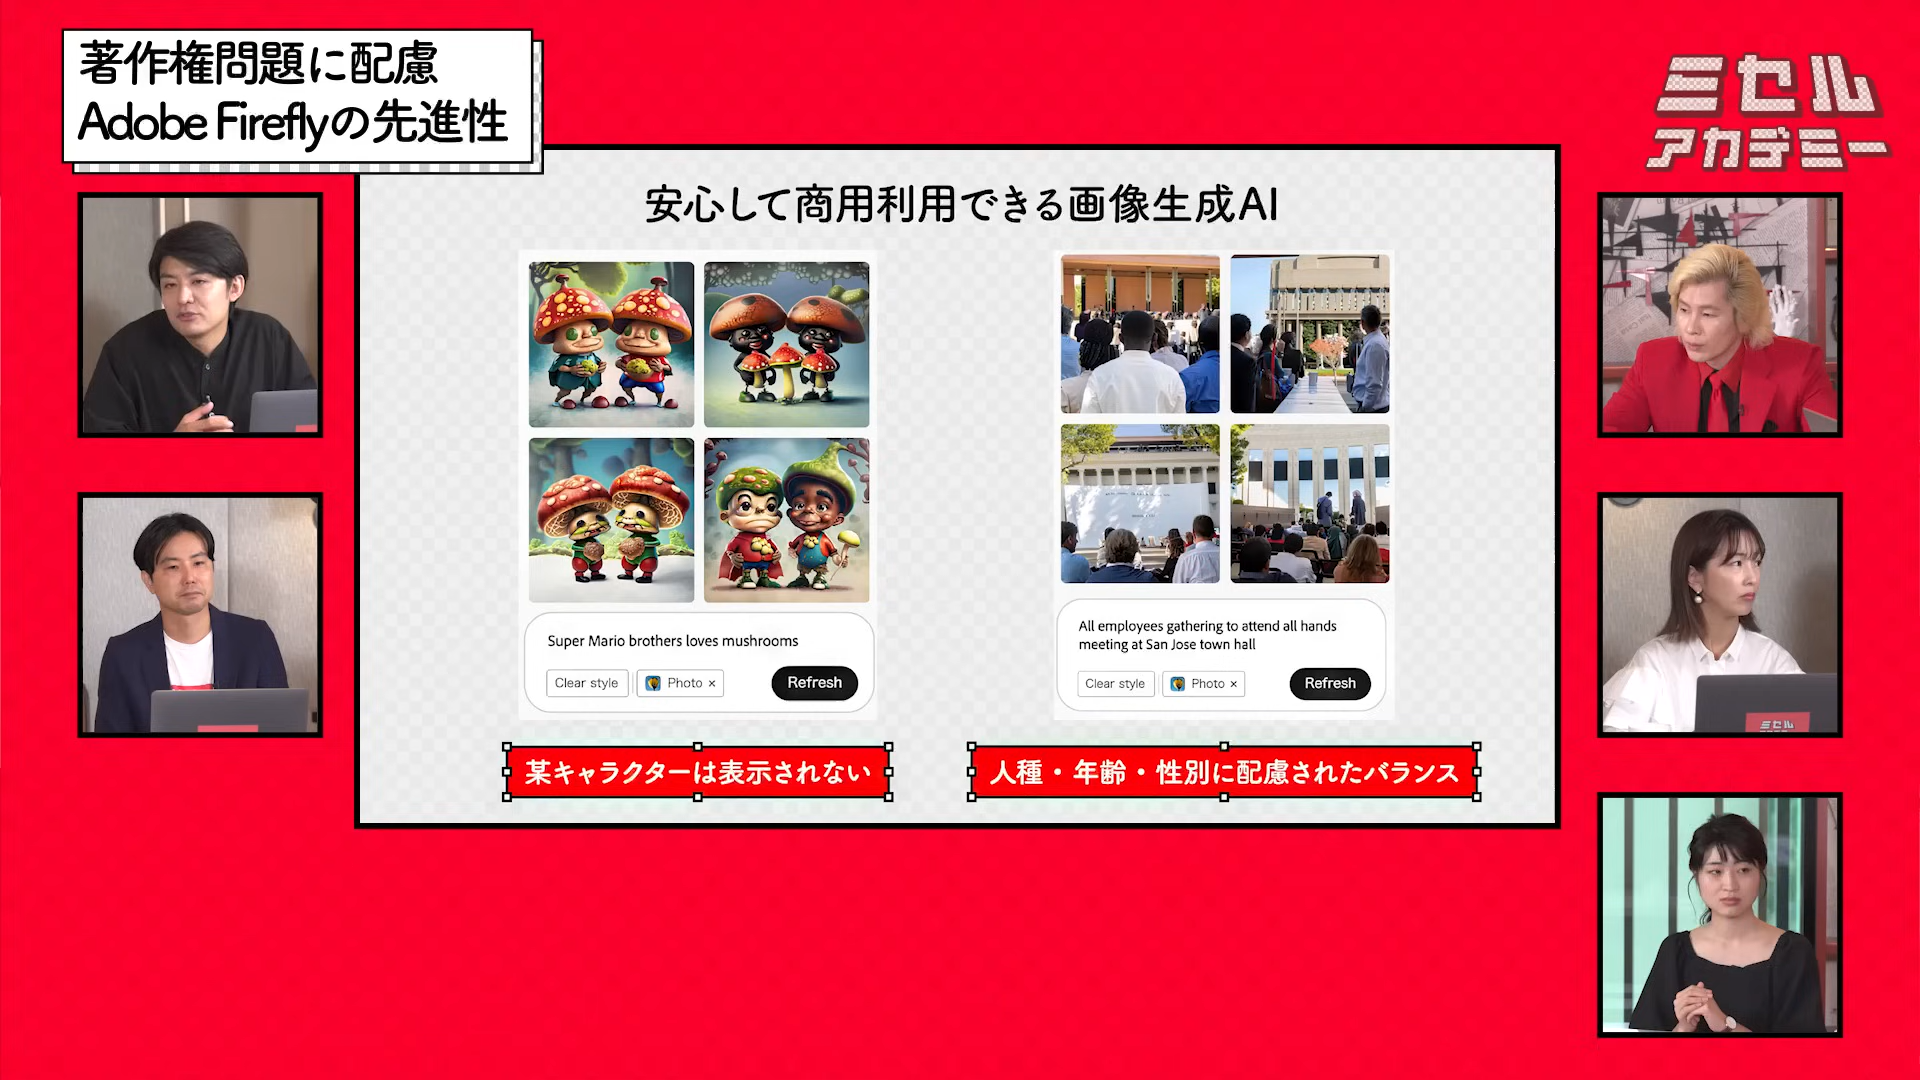 著作権問題に配慮
Adobe Fireflyの先進性
ミセル
アカデミー
安心して商用利用できる画像生成AI
Super Mario brothers loves mushrooms
Clear style
Photo ×
Refresh
All employees gathering to attend all hands
meeting at San Jose town hall
Clear style
Photo ×
Refresh
某キャラクターは表示されない
人種・年齢・性別に配慮されたバランス
ミセル